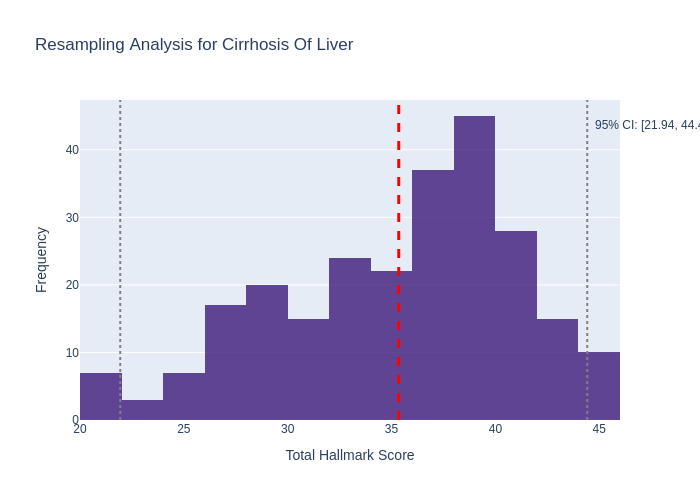 Resampling Analysis for Cirrhosis Of Liver
95% CI: [21.94, 44.4
40
30
20
10
0
Frequency
20 25 30 35 40 45
Total Hallmark Score